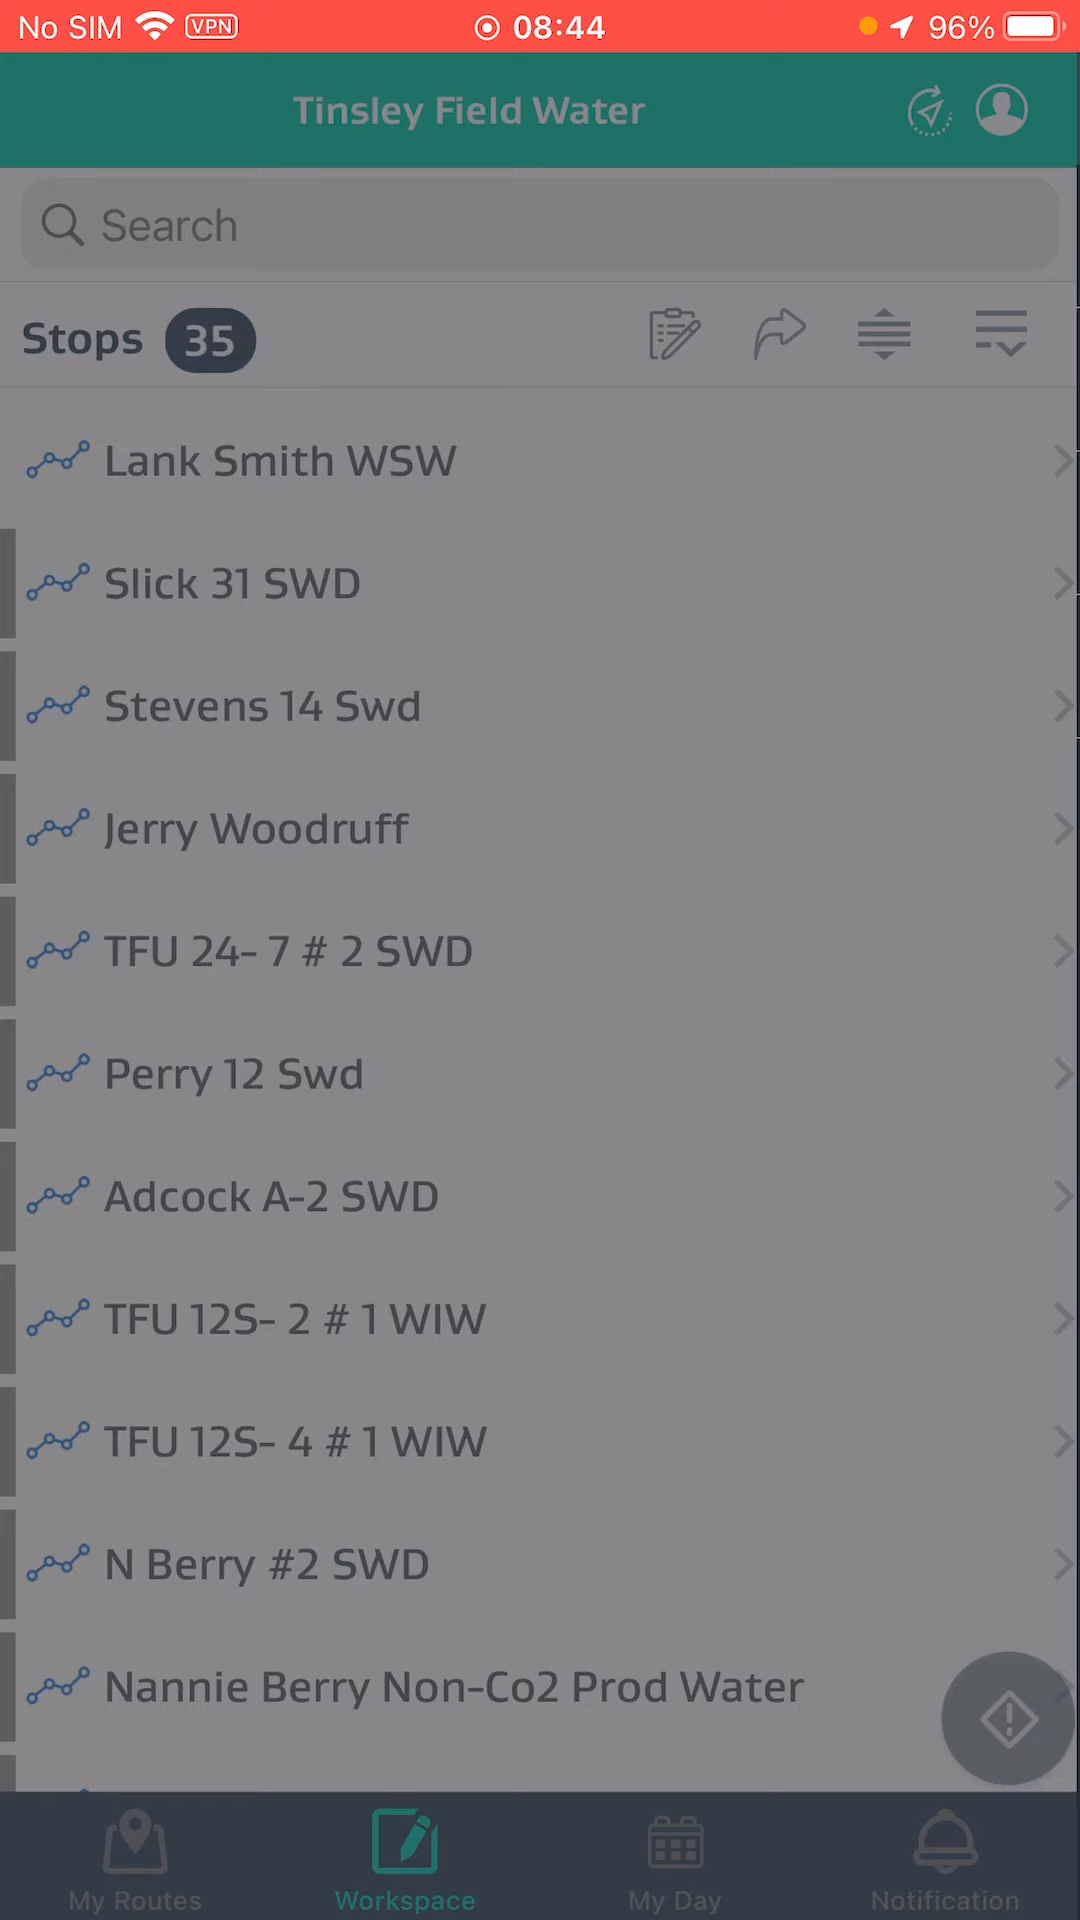 No SIM VPN 08:44 96%
Tinsley Field Water
Search
Stops 35
Lank Smith WSW
Slick 31 SWD
Stevens 14 Swd
Jerry Woodruff
TFU 24- 7 # 2 SWD
Perry 12 Swd
Adcock A-2 SWD
TFU 12S- 2 # 1 WIW
TFU 12S- 4 # 1 WIW
N Berry #2 SWD
Nannie Berry Non-Co2 Prod Water
My Routes Workspace My Day Notification